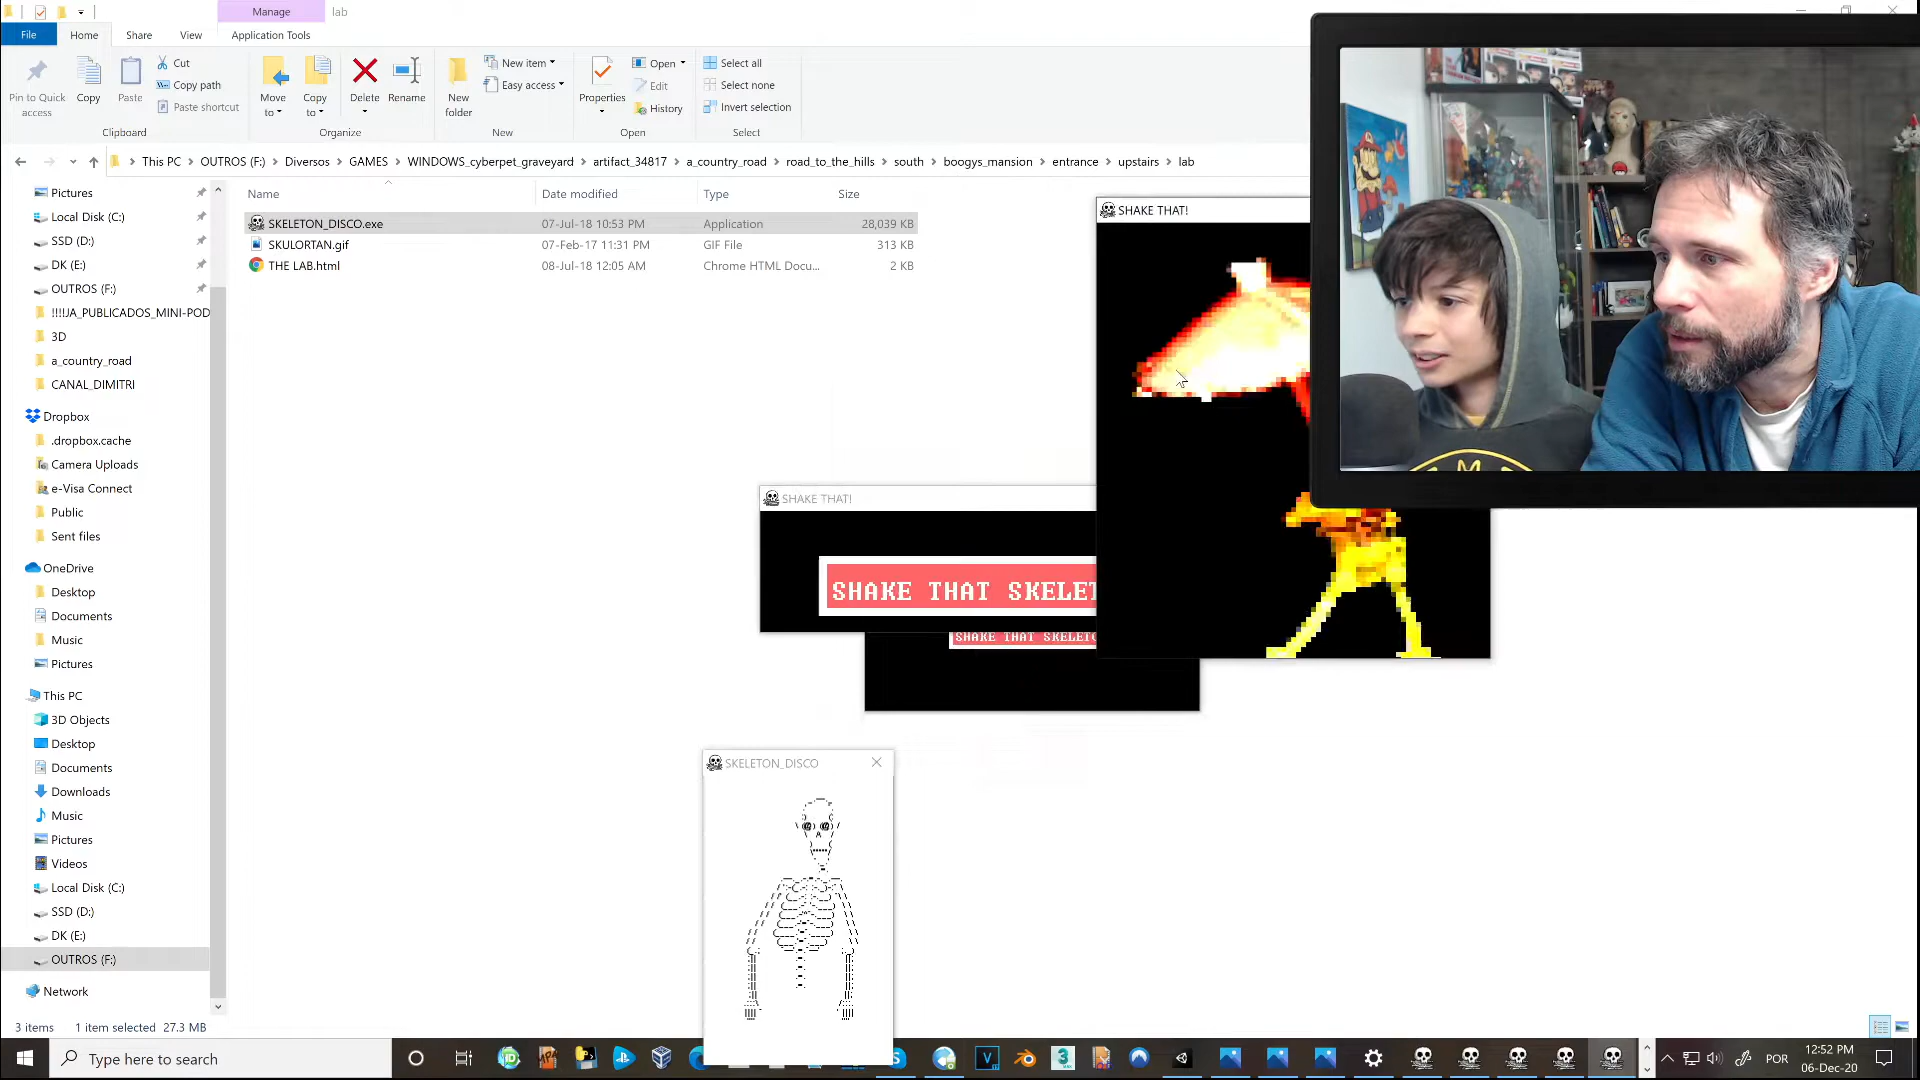 Manage
lab
File
Home
Share
View
Application Tools
Pin to Quick access
Copy
Paste
Cut
Copy path
Paste shortcut
Clipboard
Move to
Copy to
Delete
Rename
Organize
New folder
New item
Easy access
New
Properties
Open
Edit
History
Open
Select all
Select none
Invert selection
Select
This PC > OUTROS (F:) > Diversos > GAMES > WINDOWS_cyberpet_graveyard > artifact_34817 > a_country_road > road_to_the_hills > south > boogys_mansion > entrance > upstairs > lab
Name Date modified Type Size
SKELETON_DISCO.exe 07-Jul-18 10:53 PM Application 28,039 KB
SKULORTAN.gif 07-Feb-17 11:31 PM GIF File 313 KB
THE LAB.html 08-Jul-18 12:05 AM Chrome HTML Docu... 2 KB
Pictures
Local Disk (C:)
SSD (D:)
DK (E:)
OUTROS (F:)
!!!!JA_PUBLICADOS_MINI-POD
3D
a_country_road
CANAL_DIMITRI
Dropbox
.dropbox.cache
Camera Uploads
e-Visa Connect
Public
Sent files
OneDrive
Desktop
Documents
Music
Pictures
This PC
3D Objects
Desktop
Documents
Downloads
Music
Pictures
Videos
Local Disk (C:)
SSD (D:)
DK (E:)
OUTROS (F:)
Network
SHAKE THAT!
SHAKE THAT!
SHAKE THAT SKELET
SHAKE THAT SKELETO
SKELETON_DISCO
3 items 1 item selected 27.3 MB
Type here to search
POR
12:52 PM
06-Dec-20